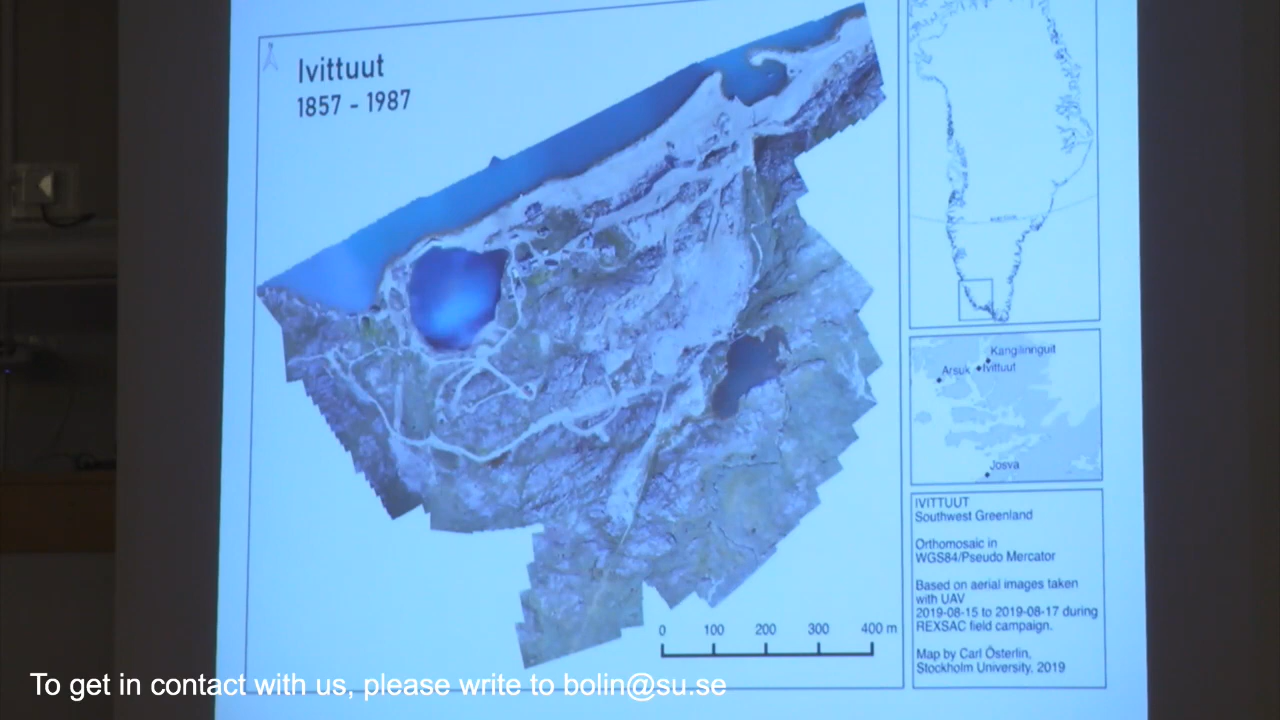 Ivittuut
1857 - 1987
Kangilinnguit
Arsuk
Ivittuut
Josva
IVITTUUT
Southwest Greenland
Orthomosaic in
WGS84/Pseudo Mercator
Based on aerial images taken
with UAV
2019-08-15 to 2019-08-17 during
REXSAC field campaign.
Map by Carl Österlin,
Stockholm University, 2019
0 100 200 300 400 m
To get in contact with us, please write to bolin@su.se